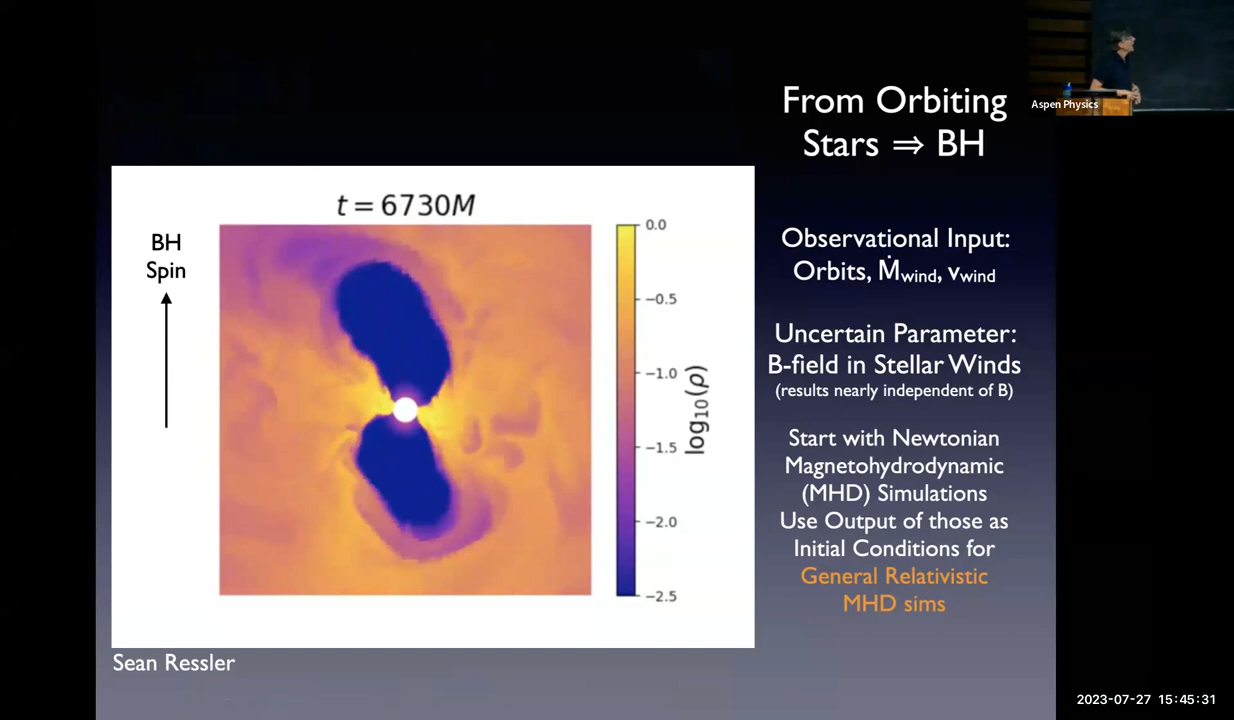 From Orbiting
Stars ⇒ BH
Aspen Physics
t = 6730M
BH
Spin
0.0
−0.5
−1.0
−1.5
−2.0
−2.5
log10(ρ)
Observational Input:
Orbits, Ṁwind, vwind
Uncertain Parameter:
B-field in Stellar Winds
(results nearly independent of B)
Start with Newtonian
Magnetohydrodynamic
(MHD) Simulations
Use Output of those as
Initial Conditions for
General Relativistic
MHD sims
Sean Ressler
2023-07-27 15:45:31